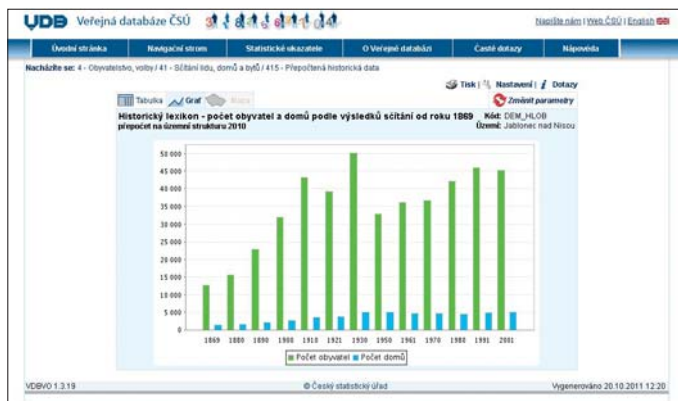 UDB Veřejná databáze ČSÚ
Napište nám | Web ČSÚ | English
Úvodní stránka Navigační strom Statistické ukazatele O Veřejné databázi Časté dotazy Nápověda
Nacházíte se: 4 - Obyvatelstvo, volby / 41 - Sčítání lidu, domů a bytů / 415 - Přepočtená historická data
Tisk | Nastavení | Dotazy
Tabulka Graf Mapa Změnit parametry
Historický lexikon - počet obyvatel a domů podle výsledků sčítání od roku 1869 Kód: DEM_HLOB
přepočet na územní strukturu 2010 Území: Jablonec nad Nisou
50 000
45 000
40 000
35 000
30 000
25 000
20 000
15 000
10 000
5 000
0
1869 1880 1890 1900 1910 1921 1930 1950 1961 1970 1980 1991 2001
Počet obyvatel Počet domů
VDBVO 1.3.19 © Český statistický úřad Vygenerováno 20.10.2011 12:20